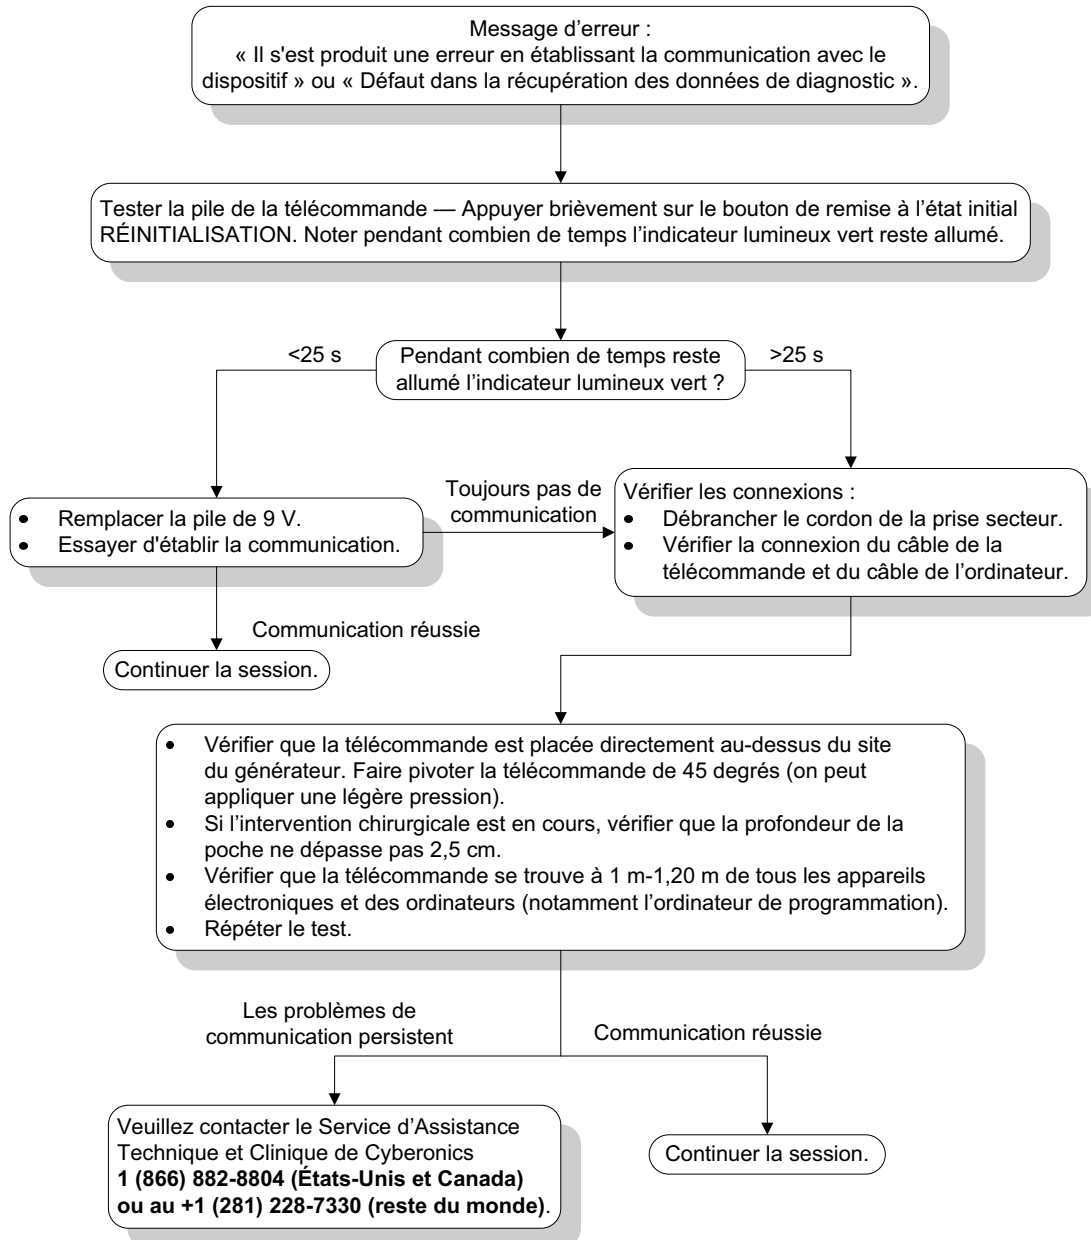 Message d’erreur :
« Il s'est produit une erreur en établissant la communication avec le
dispositif » ou « Défaut dans la récupération des données de diagnostic ».
Tester la pile de la télécommande — Appuyer brièvement sur le bouton de remise à l’état initial
RÉINITIALISATION. Noter pendant combien de temps l’indicateur lumineux vert reste allumé.
<25 s
Pendant combien de temps reste
allumé l’indicateur lumineux vert ?
>25 s
• Remplacer la pile de 9 V.
• Essayer d'établir la communication.
Toujours pas de
communication
Vérifier les connexions :
• Débrancher le cordon de la prise secteur.
• Vérifier la connexion du câble de la
télécommande et du câble de l’ordinateur.
Communication réussie
Continuer la session.
• Vérifier que la télécommande est placée directement au-dessus du site
du générateur. Faire pivoter la télécommande de 45 degrés (on peut
appliquer une légère pression).
• Si l’intervention chirurgicale est en cours, vérifier que la profondeur de la
poche ne dépasse pas 2,5 cm.
• Vérifier que la télécommande se trouve à 1 m-1,20 m de tous les appareils
électroniques et des ordinateurs (notamment l’ordinateur de programmation).
• Répéter le test.
Les problèmes de
communication persistent
Communication réussie
Veuillez contacter le Service d’Assistance
Technique et Clinique de Cyberonics
1 (866) 882-8804 (États-Unis et Canada)
ou au +1 (281) 228-7330 (reste du monde).
Continuer la session.